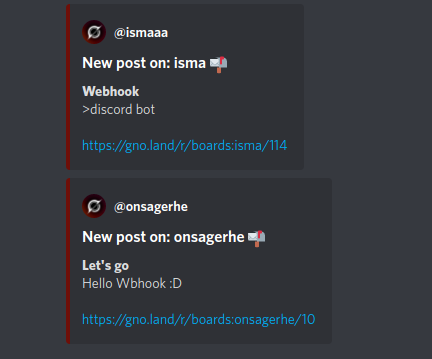 @ismaaa
New post on: isma 📬
Webhook
>discord bot
https://gno.land/r/boards:isma/114
@onsagerhe
New post on: onsagerhe 📬
Let's go
Hello Wbhook :D
https://gno.land/r/boards:onsagerhe/10